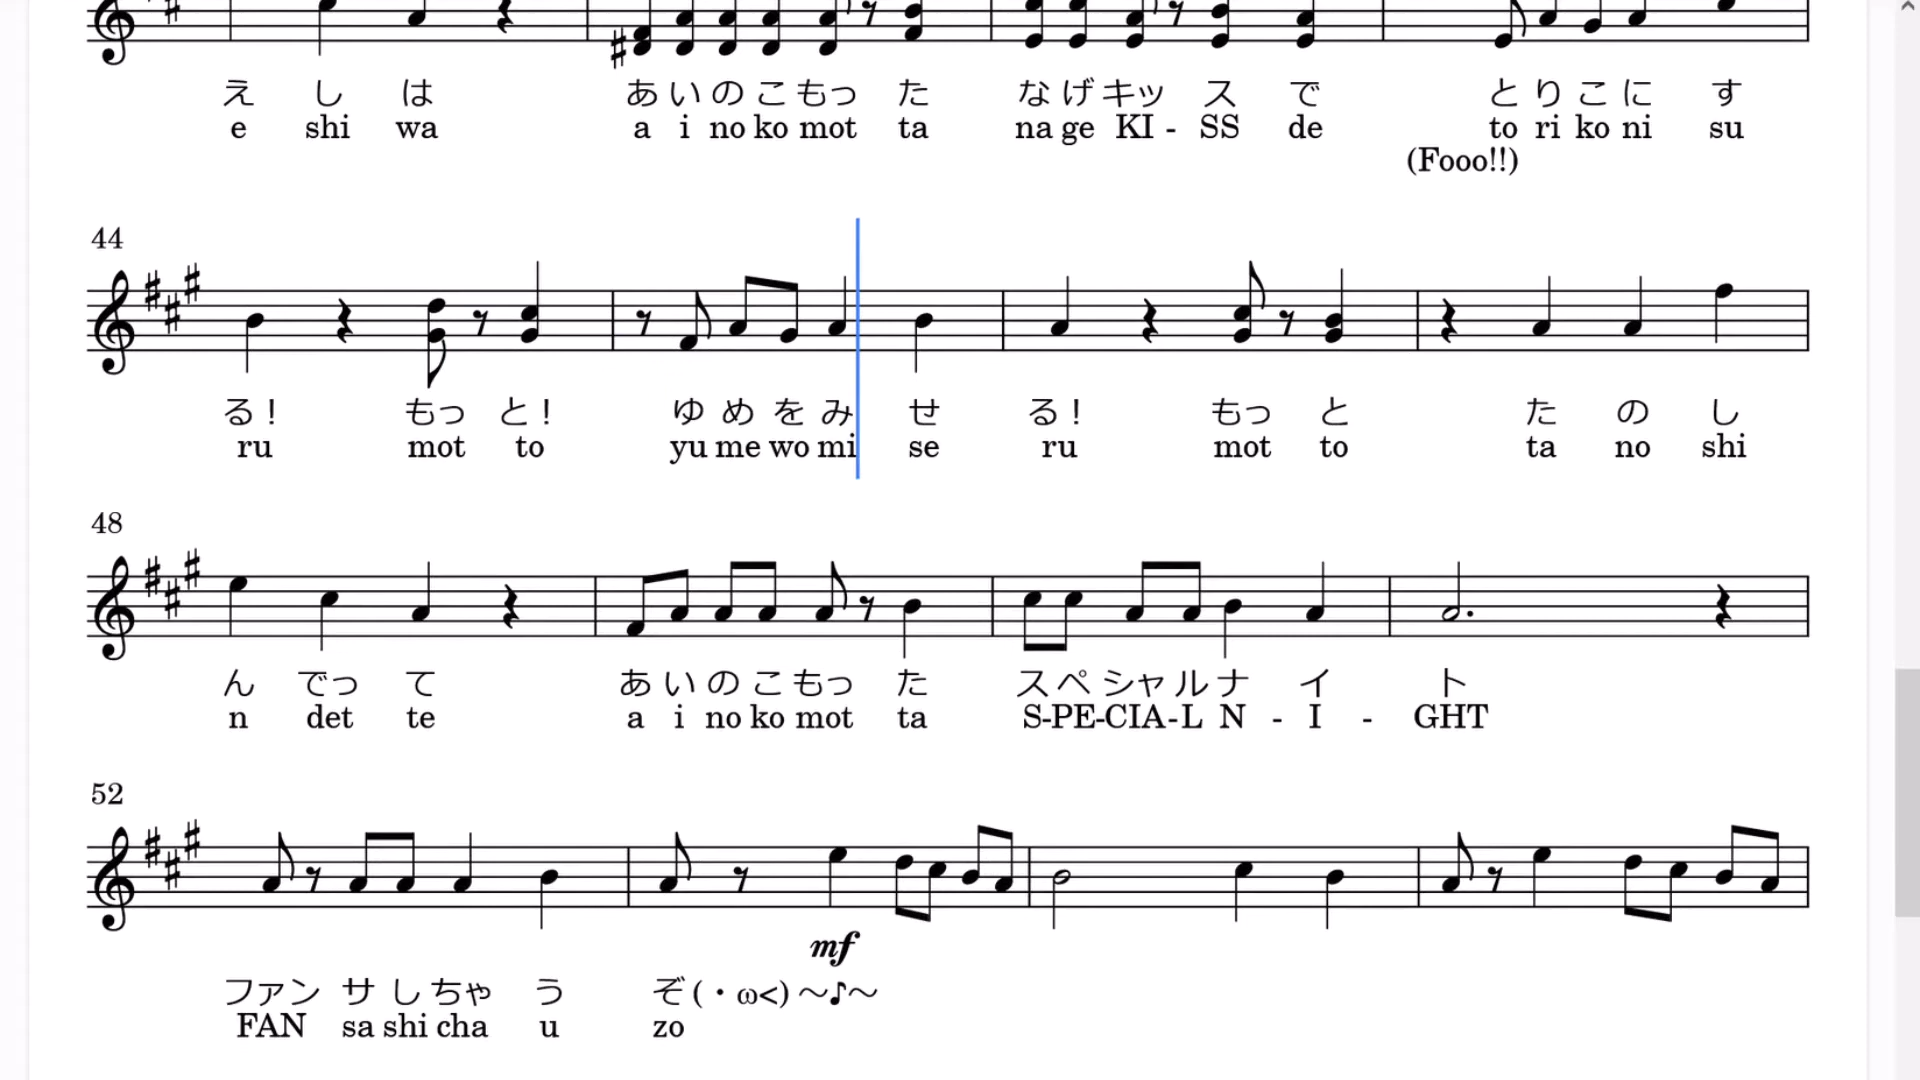 え し は あ い の こ もっ た な げ キッ ス で と り こ に す
e shi wa a i no ko mot ta na ge KI - SS de to ri ko ni su
(Fooo!!)
44
る！ もっ と！ ゆ め を み せ る！ もっ と た の し
ru mot to yu me wo mi se ru mot to ta no shi
48
ん でっ て あ い の こ もっ た ス ペ シャ ル ナ イ ト
n det te a i no ko mot ta S-PE-CIA-L N - I - GHT
52
mf
ファン サ し ちゃ う ぞ (・ω<) ～♪～
FAN sa shi cha u zo